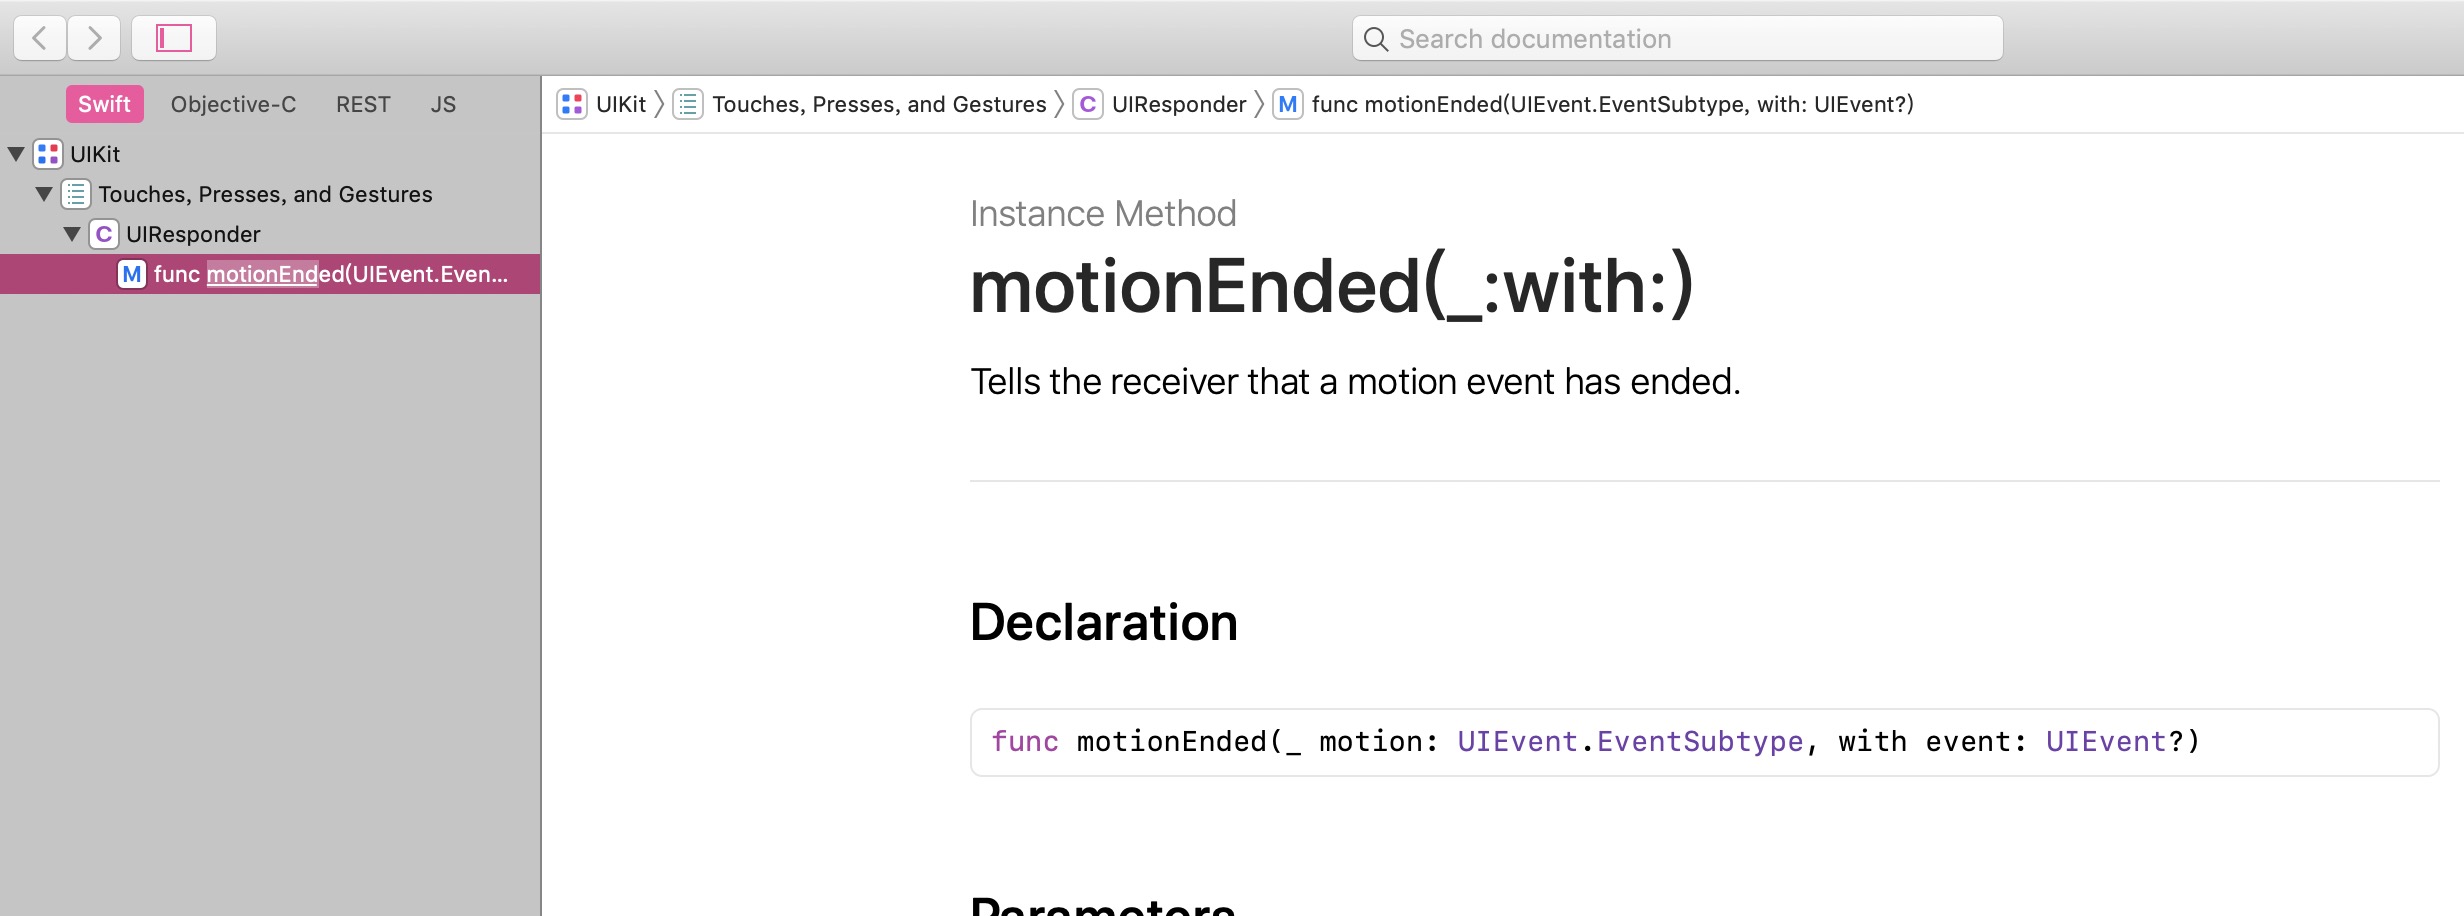 Search documentation
Swift Objective-C REST JS
UIKit
Touches, Presses, and Gestures
C UIResponder
M func motionEnded(UIEvent.Even...
UIKit Touches, Presses, and Gestures C UIResponder M func motionEnded(UIEvent.EventSubtype, with: UIEvent?)
Instance Method
motionEnded(_:with:)
Tells the receiver that a motion event has ended.
Declaration
func motionEnded(_ motion: UIEvent.EventSubtype, with event: UIEvent?)
Parameters